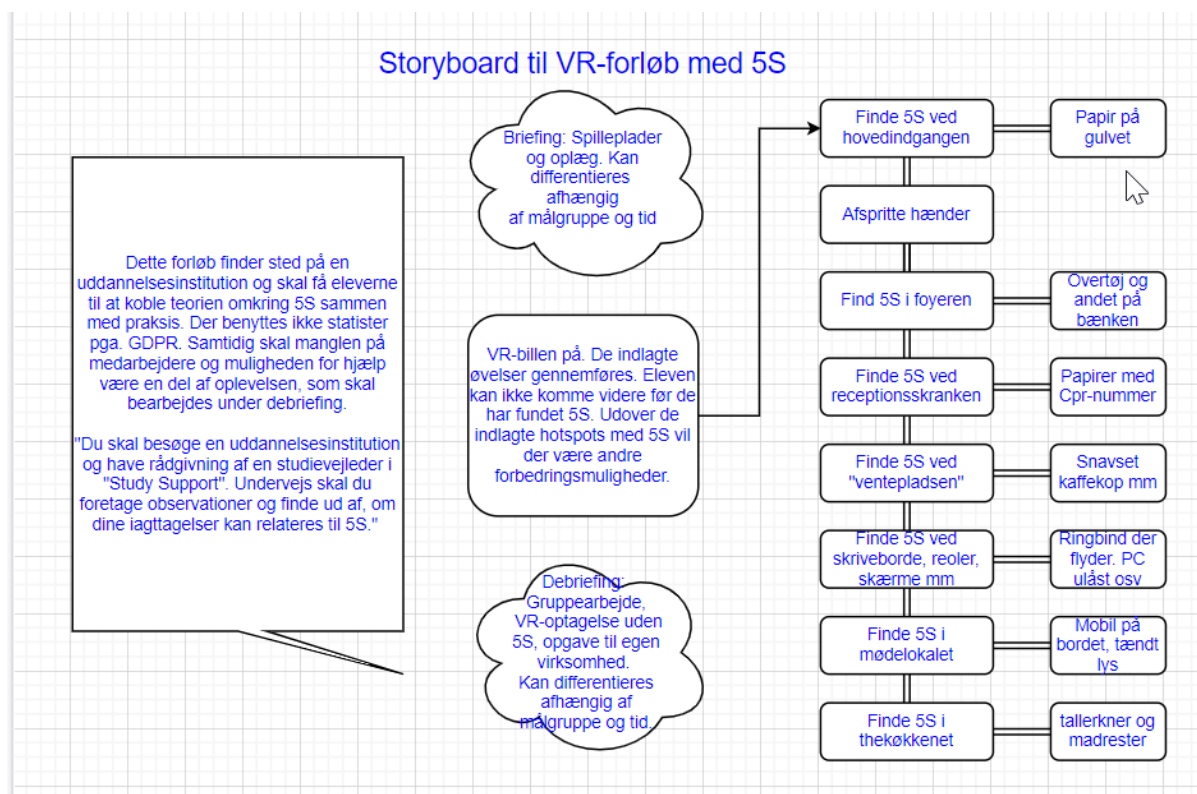 Storyboard til VR-forløb med 5S
Dette forløb finder sted på en
uddannelsesinstitution og skal få eleverne
til at koble teorien omkring 5S sammen
med praksis. Der benyttes ikke statister
pga. GDPR. Samtidig skal manglen på
medarbejdere og muligheden for hjælp
være en del af oplevelsen, som skal
bearbejdes under debriefing.
"Du skal besøge en uddannelsesinstitution
og have rådgivning af en studievejleder i
"Study Support". Undervejs skal du
foretage observationer og finde ud af, om
dine iagttagelser kan relateres til 5S."
Briefing: Spilleplader
og oplæg. Kan
differentieres
afhængig
af målgruppe og tid
VR-billen på. De indlagte
øvelser gennemføres. Eleven
kan ikke komme videre før de
har fundet 5S. Udover de
indlagte hotspots med 5S vil
der være andre
forbedringsmuligheder.
Debriefing:
Gruppearbejde,
VR-optagelse uden
5S, opgave til egen
virksomhed.
Kan differentieres
afhængig af
målgruppe og tid.
Finde 5S ved
hovedindgangen
Papir på
gulvet
Afspritte hænder
Find 5S i foyeren
Overtøj og
andet på
bænken
Finde 5S ved
receptionsskranken
Papirer med
Cpr-nummer
Finde 5S ved
"ventepladsen"
Snavset
kaffekop mm
Finde 5S ved
skriveborde, reoler,
skærme mm
Ringbind der
flyder. PC
ulåst osv
Finde 5S i
mødelokalet
Mobil på
bordet, tændt
lys
Finde 5S i
thekøkkenet
tallerkner og
madrester